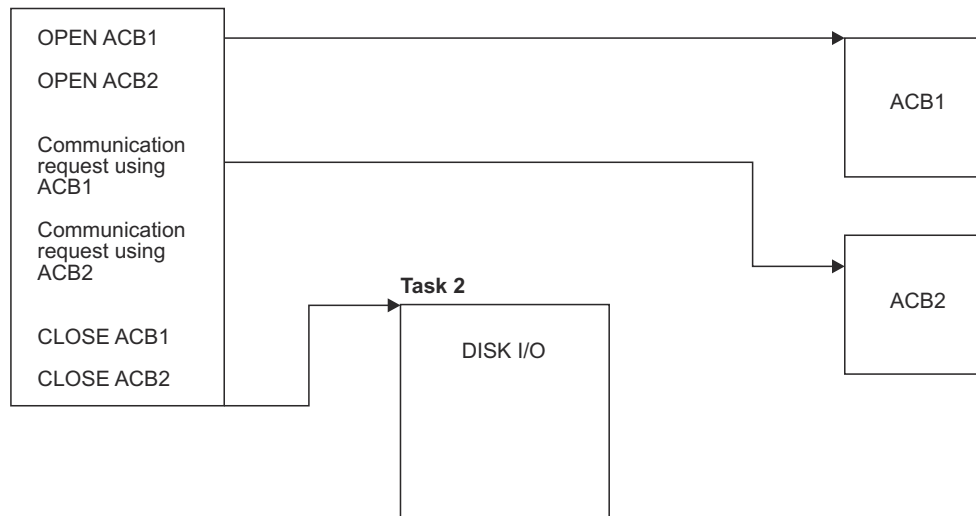 OPEN ACB1
OPEN ACB2
Communication
request using
ACB1
Communication
request using
ACB2
CLOSE ACB1
CLOSE ACB2
Task 2
DISK I/O
ACB1
ACB2